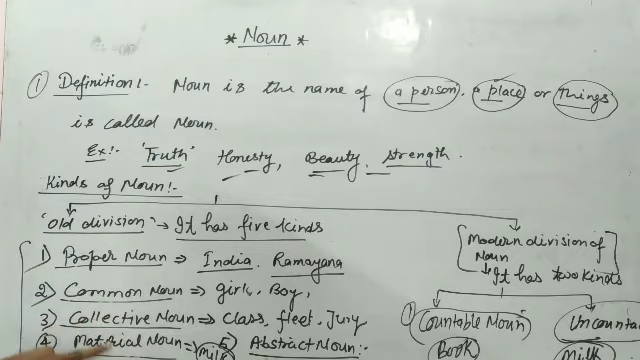 * Noun *
① Definition:- Noun is the name of a person, place or things
is called Noun.
Ex:- "Truth" Honesty, Beauty, strength.
Kinds of Noun:-
"Old division" → It has five kinds
Modern division of
Noun
↳ It has two kinds
1) Proper Noun ⇒ India, Ramayana
2) Common Noun ⇒ girl, Boy,
3) Collective Noun ⇒ class, fleet, Jury
④ Material Noun ⇒ milk 5) Abstract Noun:-
① Countable Noun
Book
Uncounta
milk